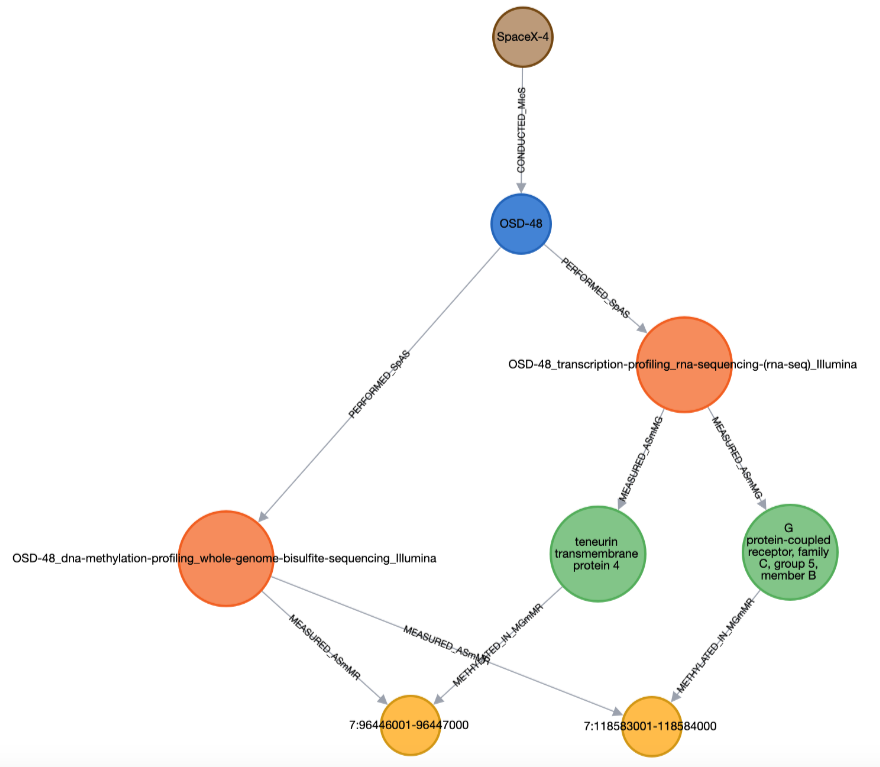 SpaceX-4
CONDUCTED_MIcS
OSD-48
PERFORMED_SpAS
PERFORMED_SpAS
OSD-48_transcription-profiling_rna-sequencing-(rna-seq)_Illumina
MEASURED_ASmMG
MEASURED_ASmMG
OSD-48_dna-methylation-profiling_whole-genome-bisulfite-sequencing_Illumina
teneurin
transmembrane
protein 4
G
protein-coupled
receptor, family
C, group 5,
member B
MEASURED_ASmMR
MEASURED_ASmMR
METHYLATED_IN_MGmMR
METHYLATED_IN_MGmMR
7:96446001-96447000
7:118583001-118584000